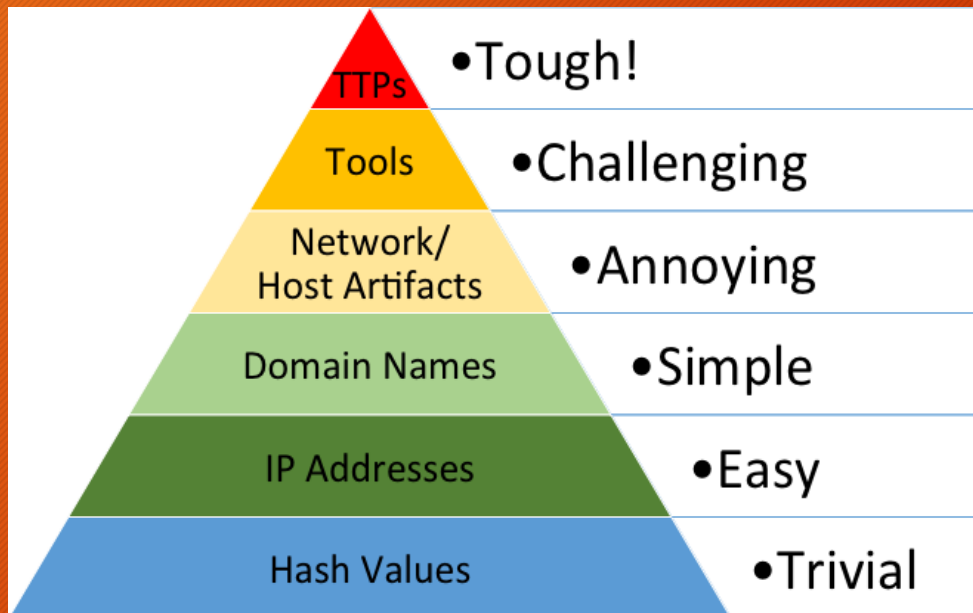 TTPs
•Tough!
Tools
•Challenging
Network/
Host Artifacts
•Annoying
Domain Names
•Simple
IP Addresses
•Easy
Hash Values
•Trivial